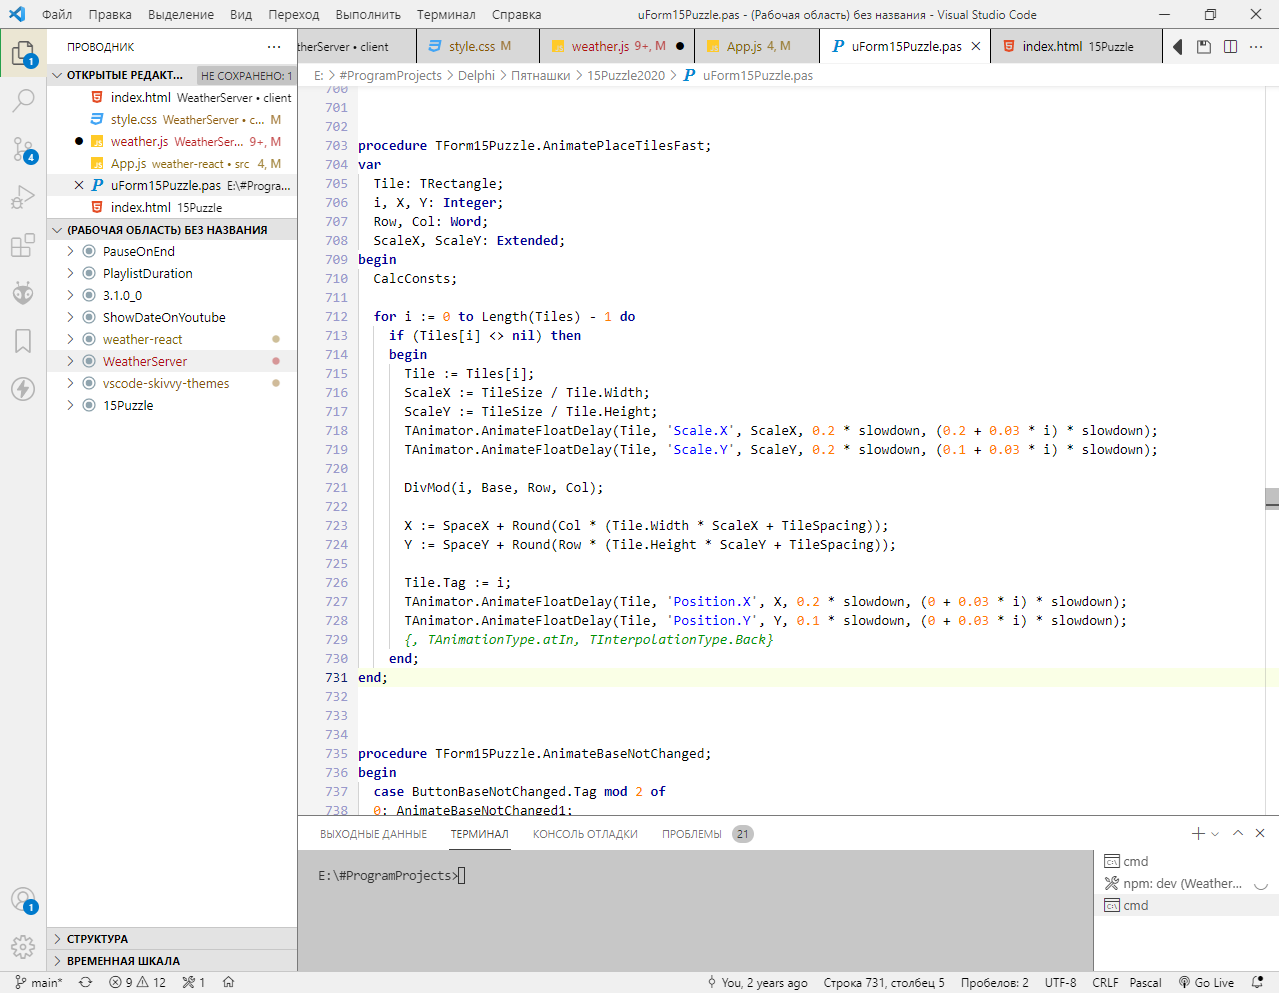 Файл Правка Выделение Вид Переход Выполнить Терминал Справка uForm15Puzzle.pas - (Рабочая область) без названия - Visual Studio Code
ПРОВОДНИК
therServer • client style.css M weather.js 9+, M App.js 4, M uForm15Puzzle.pas index.html 15Puzzle
E: > #ProgramProjects > Delphi > Пятнашки > 15Puzzle2020 > uForm15Puzzle.pas
ОТКРЫТЫЕ РЕДАКТ... НЕ СОХРАНЕНО: 1
index.html WeatherServer • client
style.css WeatherServer • c... M
weather.js WeatherSer... 9+, M
App.js weather-react • src 4, M
uForm15Puzzle.pas E:\#Progra...
index.html 15Puzzle
(РАБОЧАЯ ОБЛАСТЬ) БЕЗ НАЗВАНИЯ
PauseOnEnd
PlaylistDuration
3.1.0_0
ShowDateOnYoutube
weather-react
WeatherServer
vscode-skivvy-themes
15Puzzle
СТРУКТУРА
ВРЕМЕННАЯ ШКАЛА
1
4
1
700
701
702
703 procedure TForm15Puzzle.AnimatePlaceTilesFast;
704 var
705 Tile: TRectangle;
706 i, X, Y: Integer;
707 Row, Col: Word;
708 ScaleX, ScaleY: Extended;
709 begin
710 CalcConsts;
711
712 for i := 0 to Length(Tiles) - 1 do
713 if (Tiles[i] <> nil) then
714 begin
715 Tile := Tiles[i];
716 ScaleX := TileSize / Tile.Width;
717 ScaleY := TileSize / Tile.Height;
718 TAnimator.AnimateFloatDelay(Tile, 'Scale.X', ScaleX, 0.2 * slowdown, (0.2 + 0.03 * i) * slowdown);
719 TAnimator.AnimateFloatDelay(Tile, 'Scale.Y', ScaleY, 0.2 * slowdown, (0.1 + 0.03 * i) * slowdown);
720
721 DivMod(i, Base, Row, Col);
722
723 X := SpaceX + Round(Col * (Tile.Width * ScaleX + TileSpacing));
724 Y := SpaceY + Round(Row * (Tile.Height * ScaleY + TileSpacing));
725
726 Tile.Tag := i;
727 TAnimator.AnimateFloatDelay(Tile, 'Position.X', X, 0.2 * slowdown, (0 + 0.03 * i) * slowdown);
728 TAnimator.AnimateFloatDelay(Tile, 'Position.Y', Y, 0.1 * slowdown, (0 + 0.03 * i) * slowdown);
729 {, TAnimationType.atIn, TInterpolationType.Back}
730 end;
731 end;
732
733
734
735 procedure TForm15Puzzle.AnimateBaseNotChanged;
736 begin
737 case ButtonBaseNotChanged.Tag mod 2 of
738 0: AnimateBaseNotChanged1;
ВЫХОДНЫЕ ДАННЫЕ ТЕРМИНАЛ КОНСОЛЬ ОТЛАДКИ ПРОБЛЕМЫ 21
E:\#ProgramProjects>
cmd
npm: dev (Weather...
cmd
main* 9 12 1 You, 2 years ago Строка 731, столбец 5 Пробелов: 2 UTF-8 CRLF Pascal Go Live